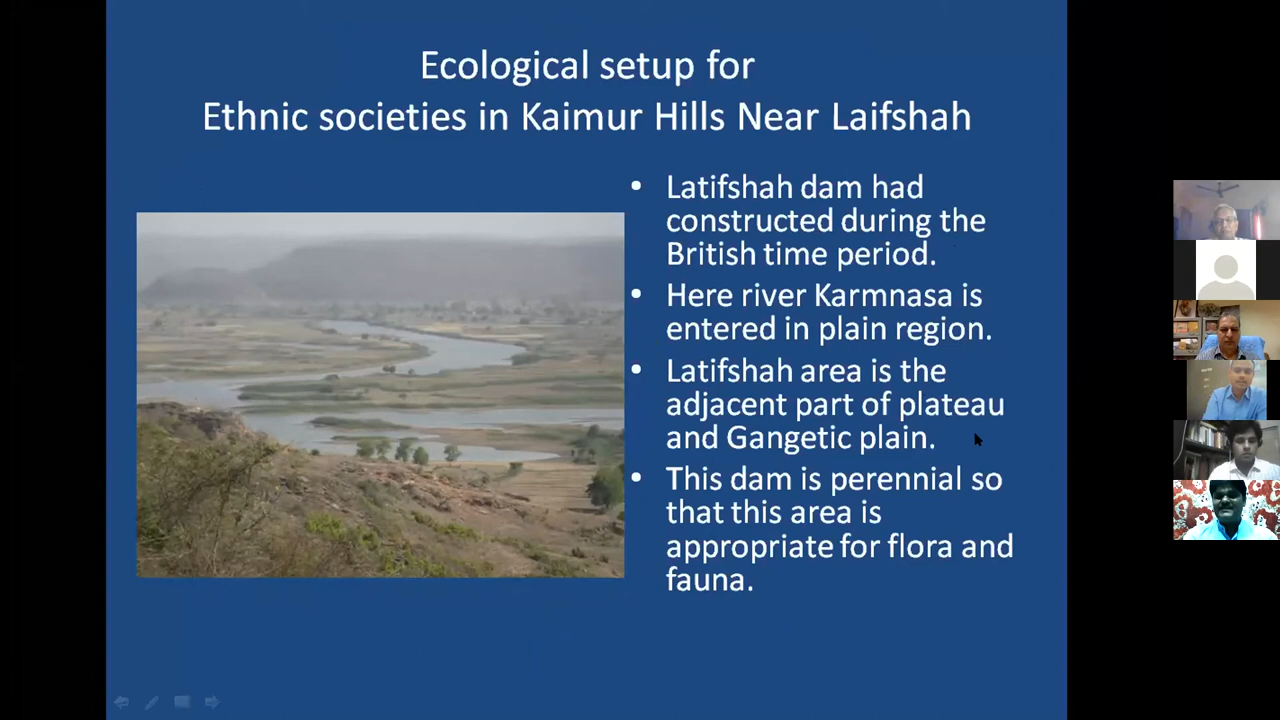 Ecological setup for
Ethnic societies in Kaimur Hills Near Laifshah
• Latifshah dam had
constructed during the
British time period.
• Here river Karmnasa is
entered in plain region.
• Latifshah area is the
adjacent part of plateau
and Gangetic plain.
• This dam is perennial so
that this area is
appropriate for flora and
fauna.